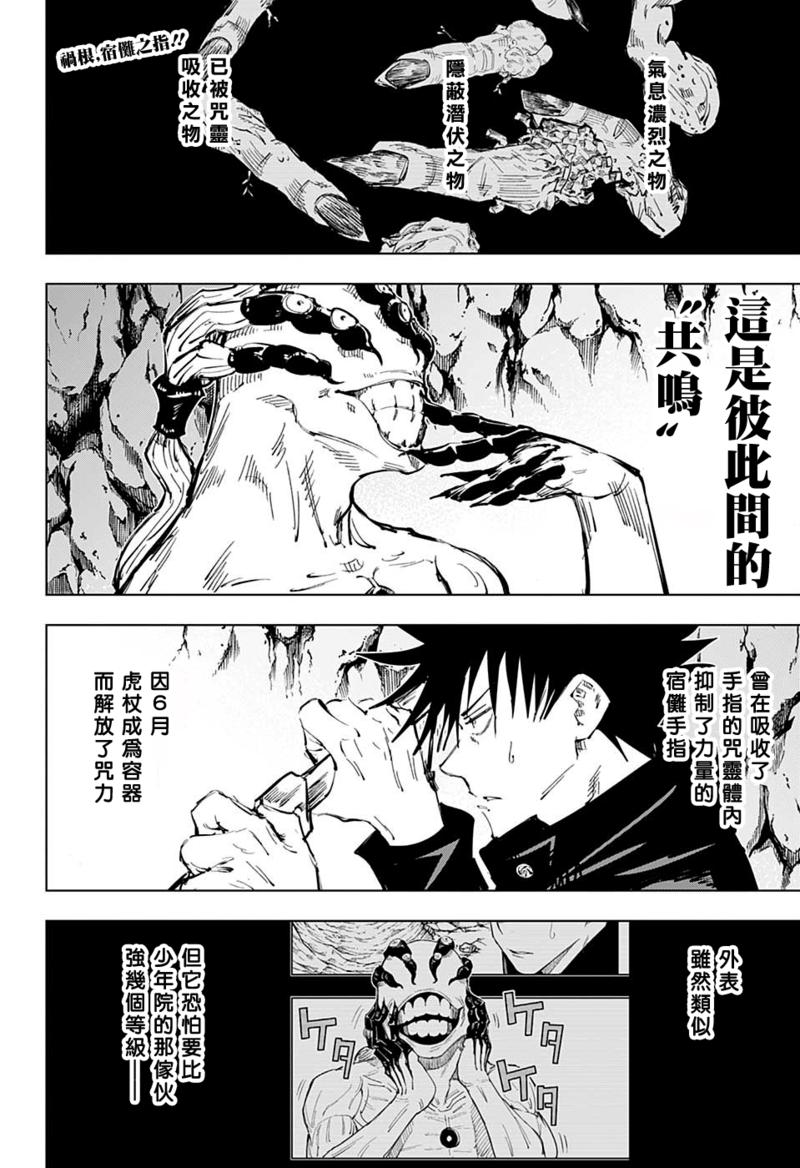 氣息濃烈之物
隱蔽潛伏之物
已被咒靈
吸收之物
禍根,宿儺之指!!
這是彼此間的
“共鳴”
曾在吸收了
手指的咒靈體內
抑制了力量的
宿儺手指
因6月
虎杖成爲容器
而解放了咒力
外表
雖然類似
ケタ
ケタ
ケタ
ケタ
但它恐怕要比
少年院的那傢伙
強幾個等級——